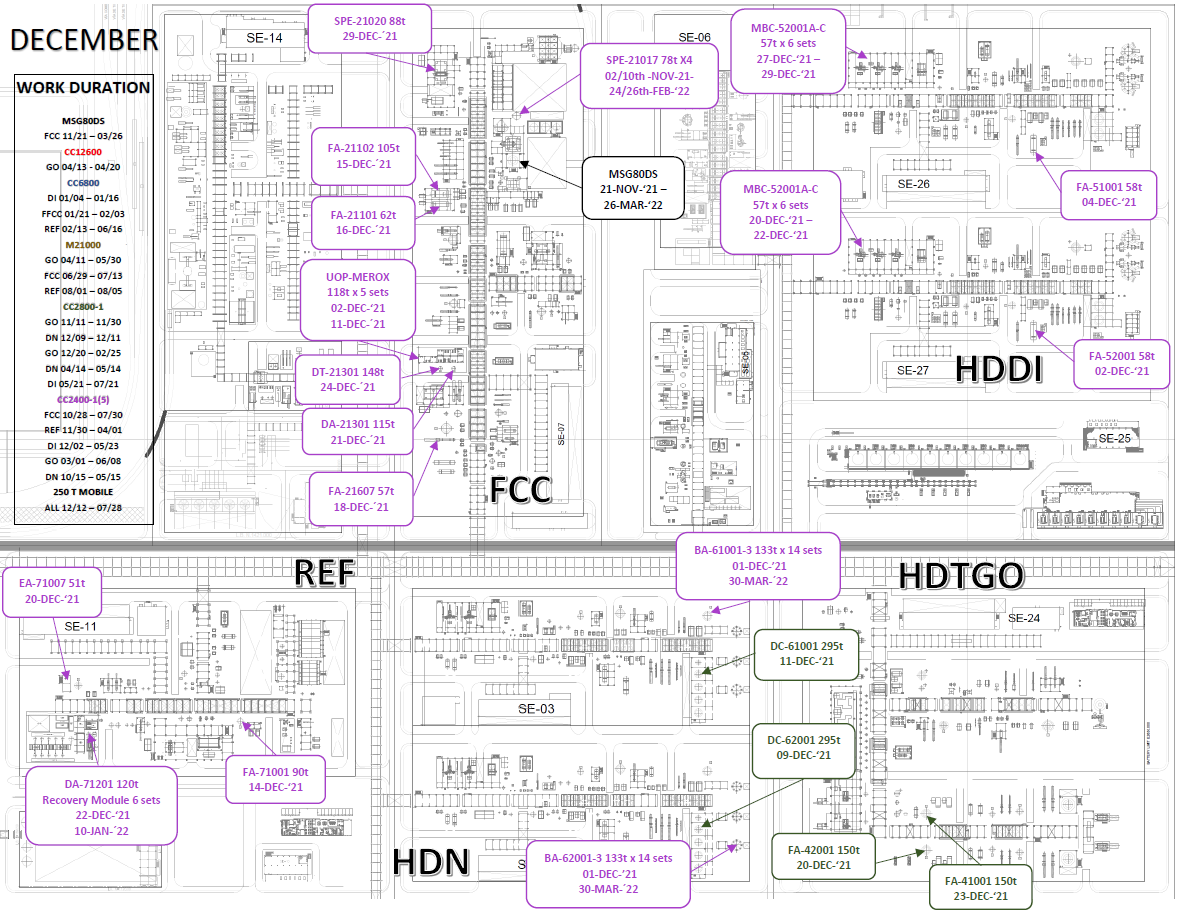 DECEMBER
WORK DURATION
MSG80DS
FCC 11/21 – 03/26
CC12600
GO 04/13 – 04/20
CC6800
DI 01/04 – 01/16
FFCC 01/21 – 02/03
REF 02/13 – 06/16
M21000
GO 04/11 – 05/30
FCC 06/29 – 07/13
REF 08/01 – 08/05
CC2800-1
GO 11/11 – 11/30
DN 12/09 – 12/11
GO 12/20 – 02/25
DN 04/14 – 05/14
DI 05/21 – 07/21
CC2400-1(5)
FCC 10/28 – 07/30
REF 11/30 – 04/01
DI 12/02 – 05/23
GO 03/01 – 06/08
DN 10/15 – 05/15
250 T MOBILE
ALL 12/12 – 07/28
SE-14
SPE-21020 88t
29-DEC-´21
SPE-21017 78t X4
02/10th -NOV-21-
24/26th-FEB-‘22
SE-06
MBC-52001A-C
57t x 6 sets
27-DEC-‘21 –
29-DEC-‘21
FA-21102 105t
15-DEC-´21
MSG80DS
21-NOV-‘21 –
26-MAR-‘22
MBC-52001A-C
57t x 6 sets
20-DEC-‘21 –
22-DEC-‘21
SE-26
FA-51001 58t
04-DEC-‘21
FA-21101 62t
16-DEC-´21
UOP-MEROX
118t x 5 sets
02-DEC-‘21
11-DEC-´21
DT-21301 148t
24-DEC-´21
SE-05
SE-27
HDDI
FA-52001 58t
02-DEC-‘21
DA-21301 115t
21-DEC-´21
SE-07
SE-25
FA-21607 57t
18-DEC-´21
FCC
REF
BA-61001-3 133t x 14 sets
01-DEC-‘21
30-MAR-´22
HDTGO
EA-71007 51t
20-DEC-‘21
SE-11
SE-24
DC-61001 295t
11-DEC-‘21
SE-03
DC-62001 295t
09-DEC-‘21
DA-71201 120t
Recovery Module 6 sets
22-DEC-‘21
10-JAN-´22
FA-71001 90t
14-DEC-‘21
HDN
BA-62001-3 133t x 14 sets
01-DEC-‘21
30-MAR-´22
FA-42001 150t
20-DEC-‘21
FA-41001 150t
23-DEC-‘21